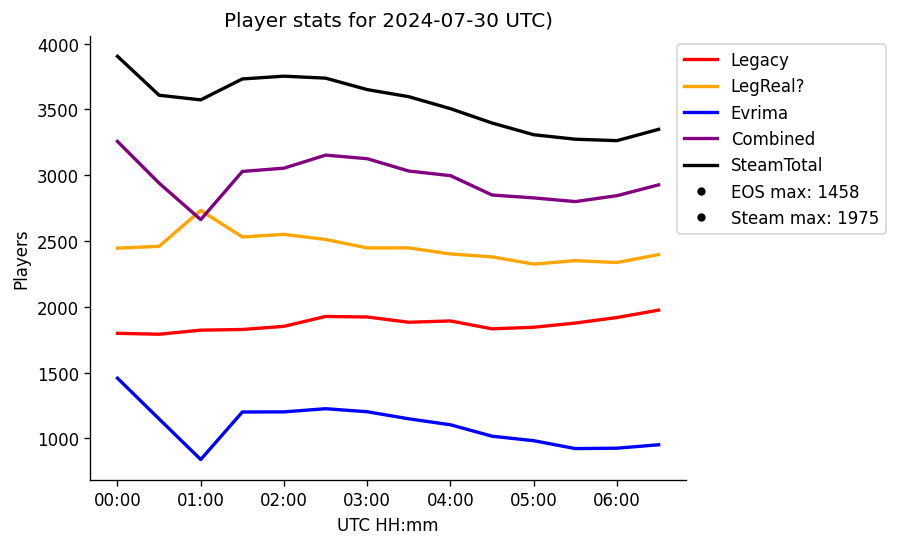 Player stats for 2024-07-30 UTC)
4000
3500
3000
2500
2000
1500
1000
Players
00:00 01:00 02:00 03:00 04:00 05:00 06:00
UTC HH:mm
Legacy
LegReal?
Evrima
Combined
SteamTotal
EOS max: 1458
Steam max: 1975